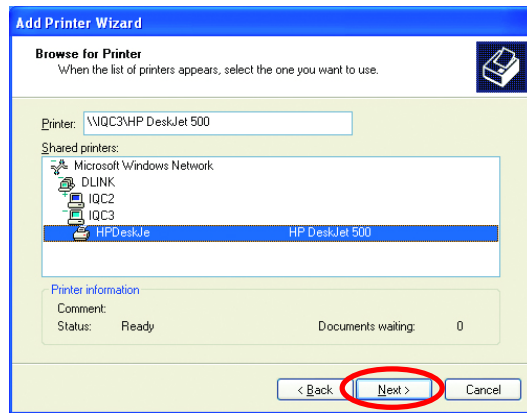 Add Printer Wizard
Browse for Printer
When the list of printers appears, select the one you want to use.
Printer: \\IQC3\HP DeskJet 500
Shared printers:
Microsoft Windows Network
DLINK
IQC2
IQC3
HPDeskJe HP DeskJet 500
Printer information
Comment:
Status: Ready Documents waiting: 0
< Back Next > Cancel